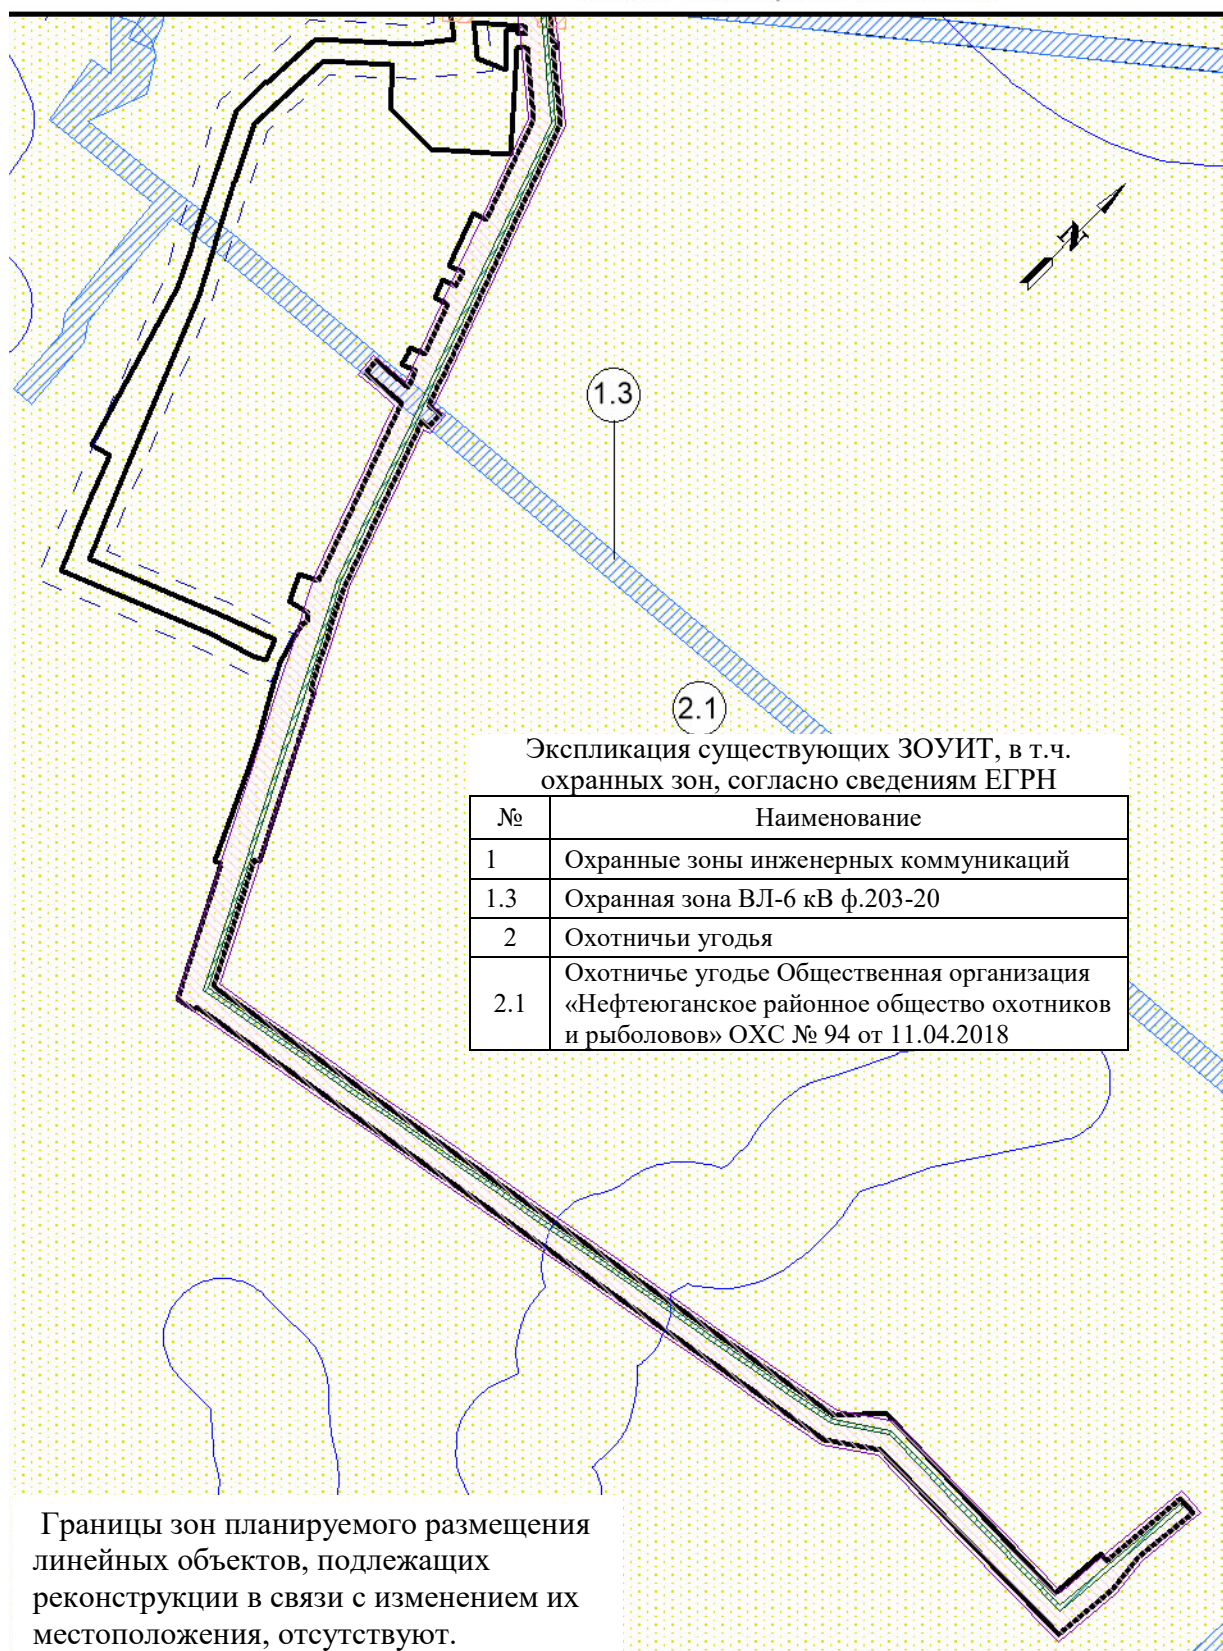 N
1.3
2.1
Экспликация существующих ЗОУИТ, в т.ч.
охранных зон, согласно сведениям ЕГРН
№ Наименование
1 Охранные зоны инженерных коммуникаций
1.3 Охранная зона ВЛ-6 кВ ф.203-20
2 Охотничьи угодья
2.1 Охотничье угодье Общественная организация
«Нефтеюганское районное общество охотников
и рыболовов» ОХС № 94 от 11.04.2018
Границы зон планируемого размещения
линейных объектов, подлежащих
реконструкции в связи с изменением их
местоположения, отсутствуют.